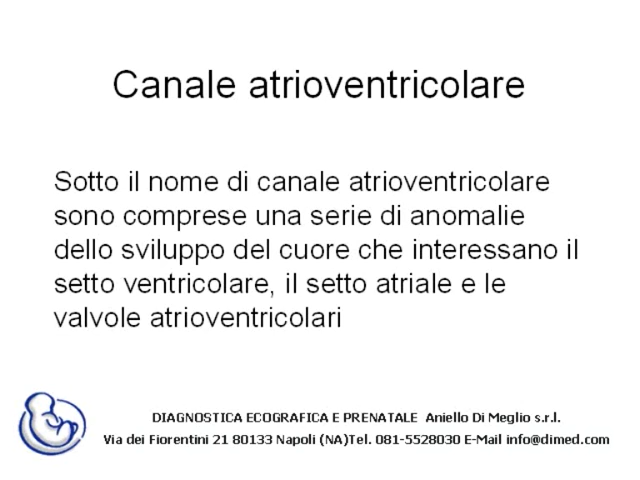 Canale atrioventricolare
Sotto il nome di canale atrioventricolare
sono comprese una serie di anomalie
dello sviluppo del cuore che interessano il
setto ventricolare, il setto atriale e le
valvole atrioventricolari
DIAGNOSTICA ECOGRAFICA E PRENATALE Aniello Di Meglio s.r.l.
Via dei Fiorentini 21 80133 Napoli (NA)Tel. 081-5528030 E-Mail info@dimed.com